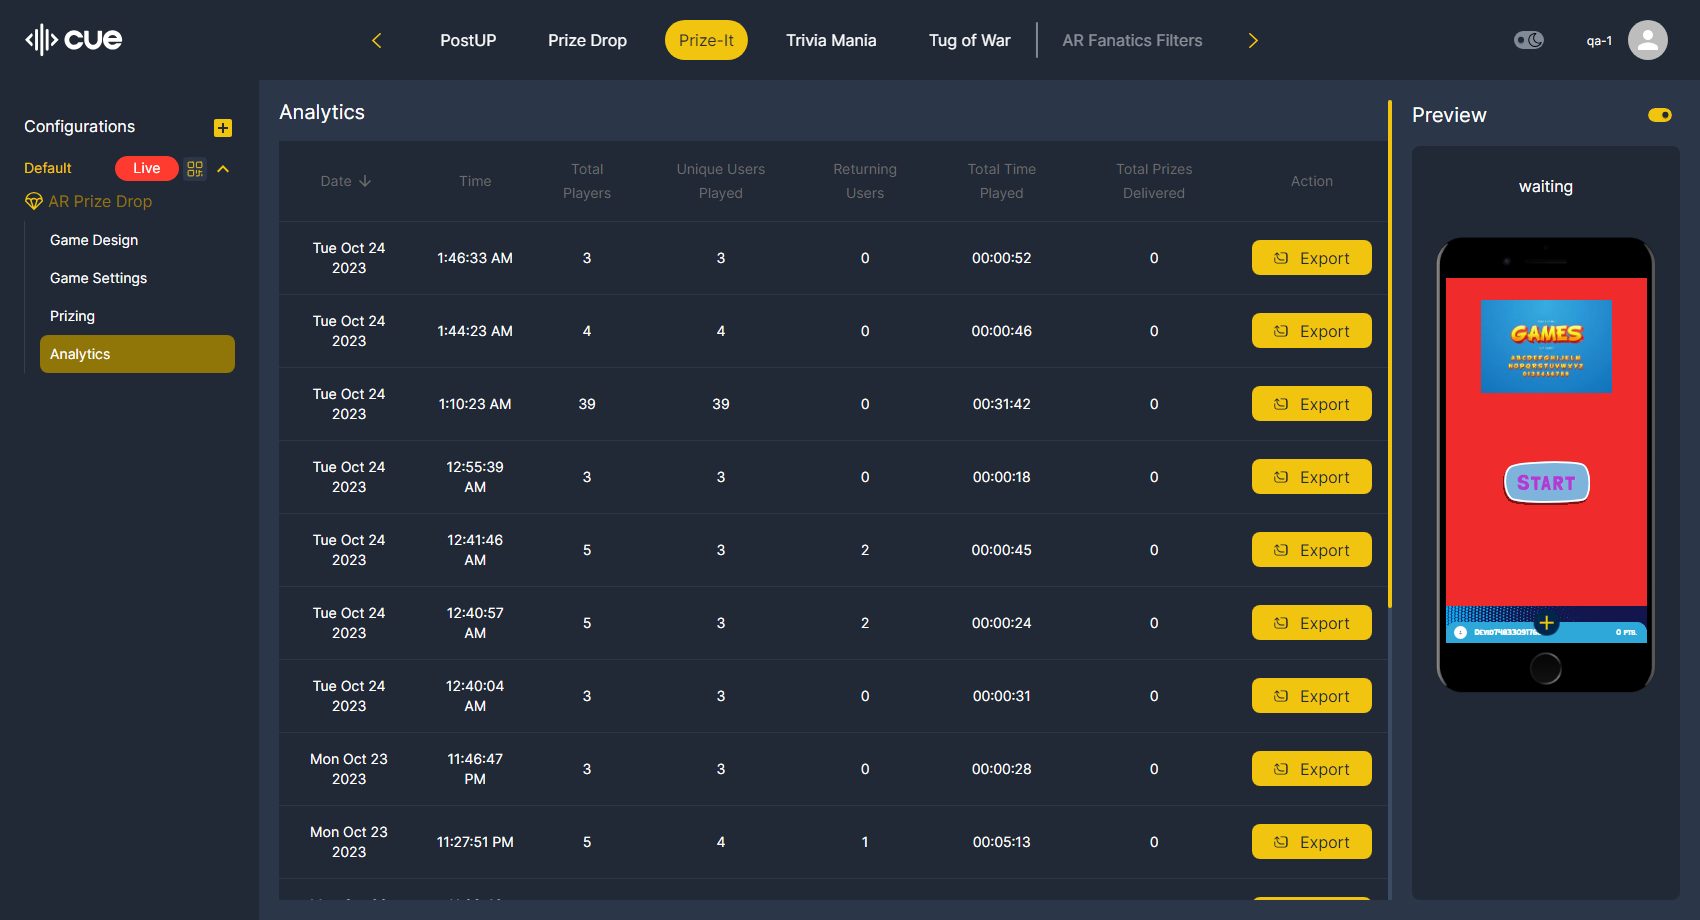 cue
PostUP
Prize Drop
Prize-It
Trivia Mania
Tug of War
AR Fanatics Filters
qa-1
Configurations
Default
Live
AR Prize Drop
Game Design
Game Settings
Prizing
Analytics
Analytics
Date
Time
Total
Players
Unique Users
Played
Returning
Users
Total Time
Played
Total Prizes
Delivered
Action
Tue Oct 24
2023
1:46:33 AM
3
3
0
00:00:52
0
Export
Tue Oct 24
2023
1:44:23 AM
4
4
0
00:00:46
0
Export
Tue Oct 24
2023
1:10:23 AM
39
39
0
00:31:42
0
Export
Tue Oct 24
2023
12:55:39
AM
3
3
0
00:00:18
0
Export
Tue Oct 24
2023
12:41:46
AM
5
3
2
00:00:45
0
Export
Tue Oct 24
2023
12:40:57
AM
5
3
2
00:00:24
0
Export
Tue Oct 24
2023
12:40:04
AM
3
3
0
00:00:31
0
Export
Mon Oct 23
2023
11:46:47
PM
3
3
0
00:00:28
0
Export
Mon Oct 23
2023
11:27:51 PM
5
4
1
00:05:13
0
Export
Preview
waiting
GAMES
ABCDEFGHIJKLM
NOPQRSTUVWXYZ
START
0 PTS.